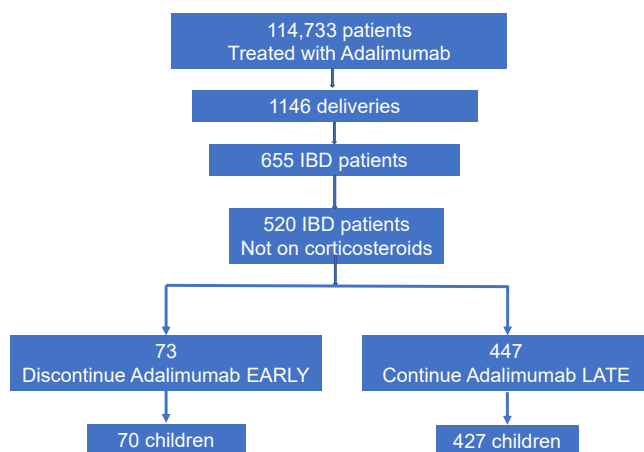 114,733 patients
Treated with Adalimumab
1146 deliveries
655 IBD patients
520 IBD patients
Not on corticosteroids
73
Discontinue Adalimumab EARLY
447
Continue Adalimumab LATE
70 children
427 children